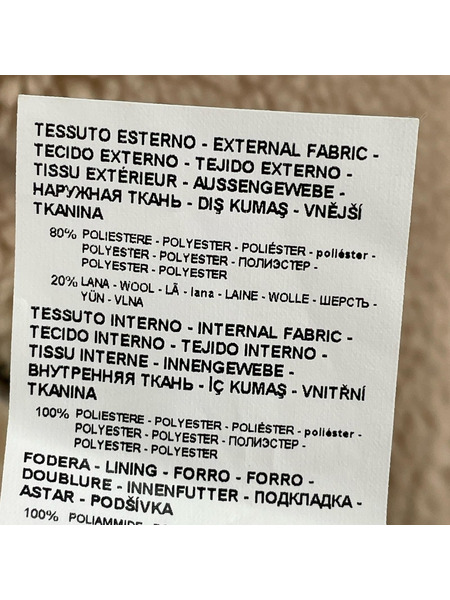 TESSUTO ESTERNO - EXTERNAL FABRIC -
TECIDO EXTERNO - TEJIDO EXTERNO -
TISSU EXTÉRIEUR - AUSSENGEWEBE -
НАРУЖНАЯ ТКАНЬ - DIŞ KUMAŞ - VNĚJŠÍ
TKANINA
80% POLIESTERE - POLYESTER - POLIÉSTER - poliéster -
POLYESTER - POLYESTER - ПОЛИЭСТЕР -
POLYESTER - POLYESTER
20% LANA - WOOL - LÃ - lana - LAINE - WOLLE - ШЕРСТЬ -
YÜN - VLNA
TESSUTO INTERNO - INTERNAL FABRIC -
TECIDO INTERNO - TEJIDO INTERNO -
TISSU INTERNE - INNENGEWEBE -
ВНУТРЕННЯЯ ТКАНЬ - İÇ KUMAŞ - VNITŘNÍ
TKANINA
100% POLIESTERE - POLYESTER - POLIÉSTER - poliéster -
POLYESTER - POLYESTER - ПОЛИЭСТЕР -
POLYESTER - POLYESTER
FODERA - LINING - FORRO - FORRO -
DOUBLURE - INNENFUTTER - ПОДКЛАДКА -
ASTAR - PODŠÍVKA
100% POLIAMMIDE